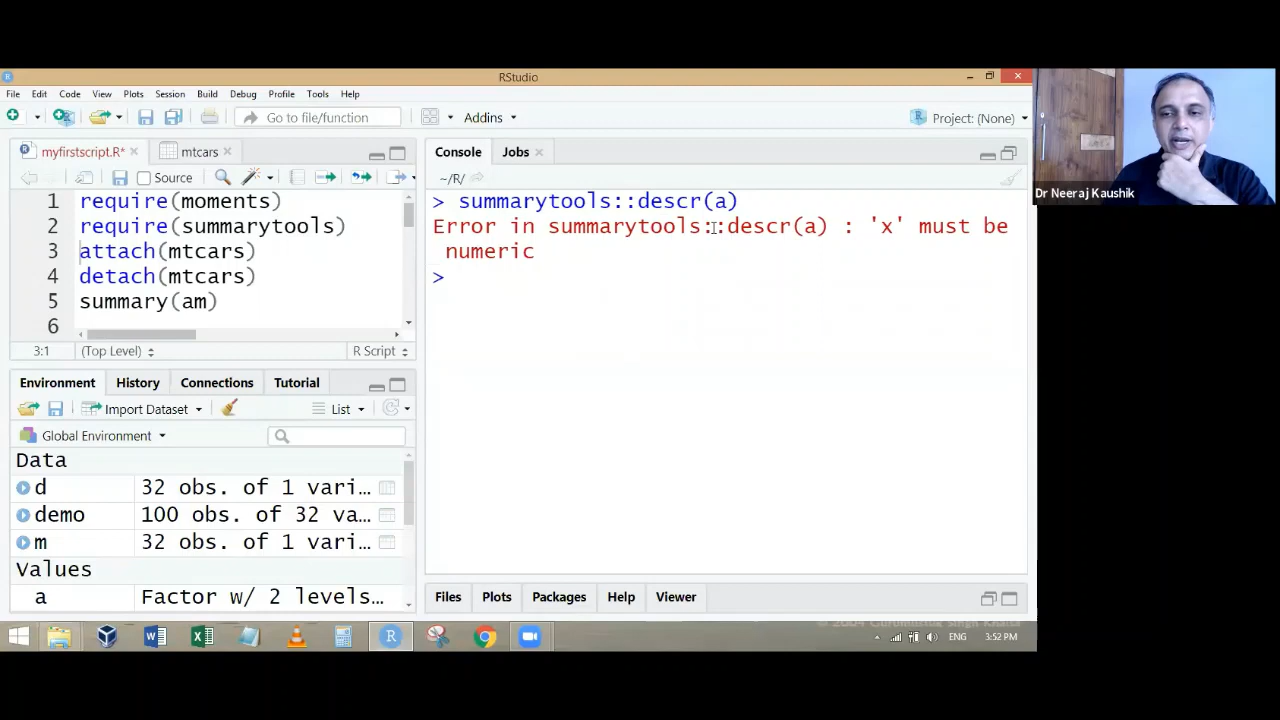 RStudio
File Edit Code View Plots Session Build Debug Profile Tools Help
Go to file/function Addins Project: (None)
myfirstscript.R* mtcars
Source
1 require(moments)
2 require(summarytools)
3 attach(mtcars)
4 detach(mtcars)
5 summary(am)
6
3:1 (Top Level) R Script
Environment History Connections Tutorial
Import Dataset List
Global Environment
Data
d 32 obs. of 1 vari...
demo 100 obs. of 32 va...
m 32 obs. of 1 vari...
Values
a Factor w/ 2 levels...
Console Jobs
~/R/
> summarytools::descr(a)
Error in summarytools::descr(a) : 'x' must be
numeric
>
Files Plots Packages Help Viewer
Dr Neeraj Kaushik
ENG 3:52 PM